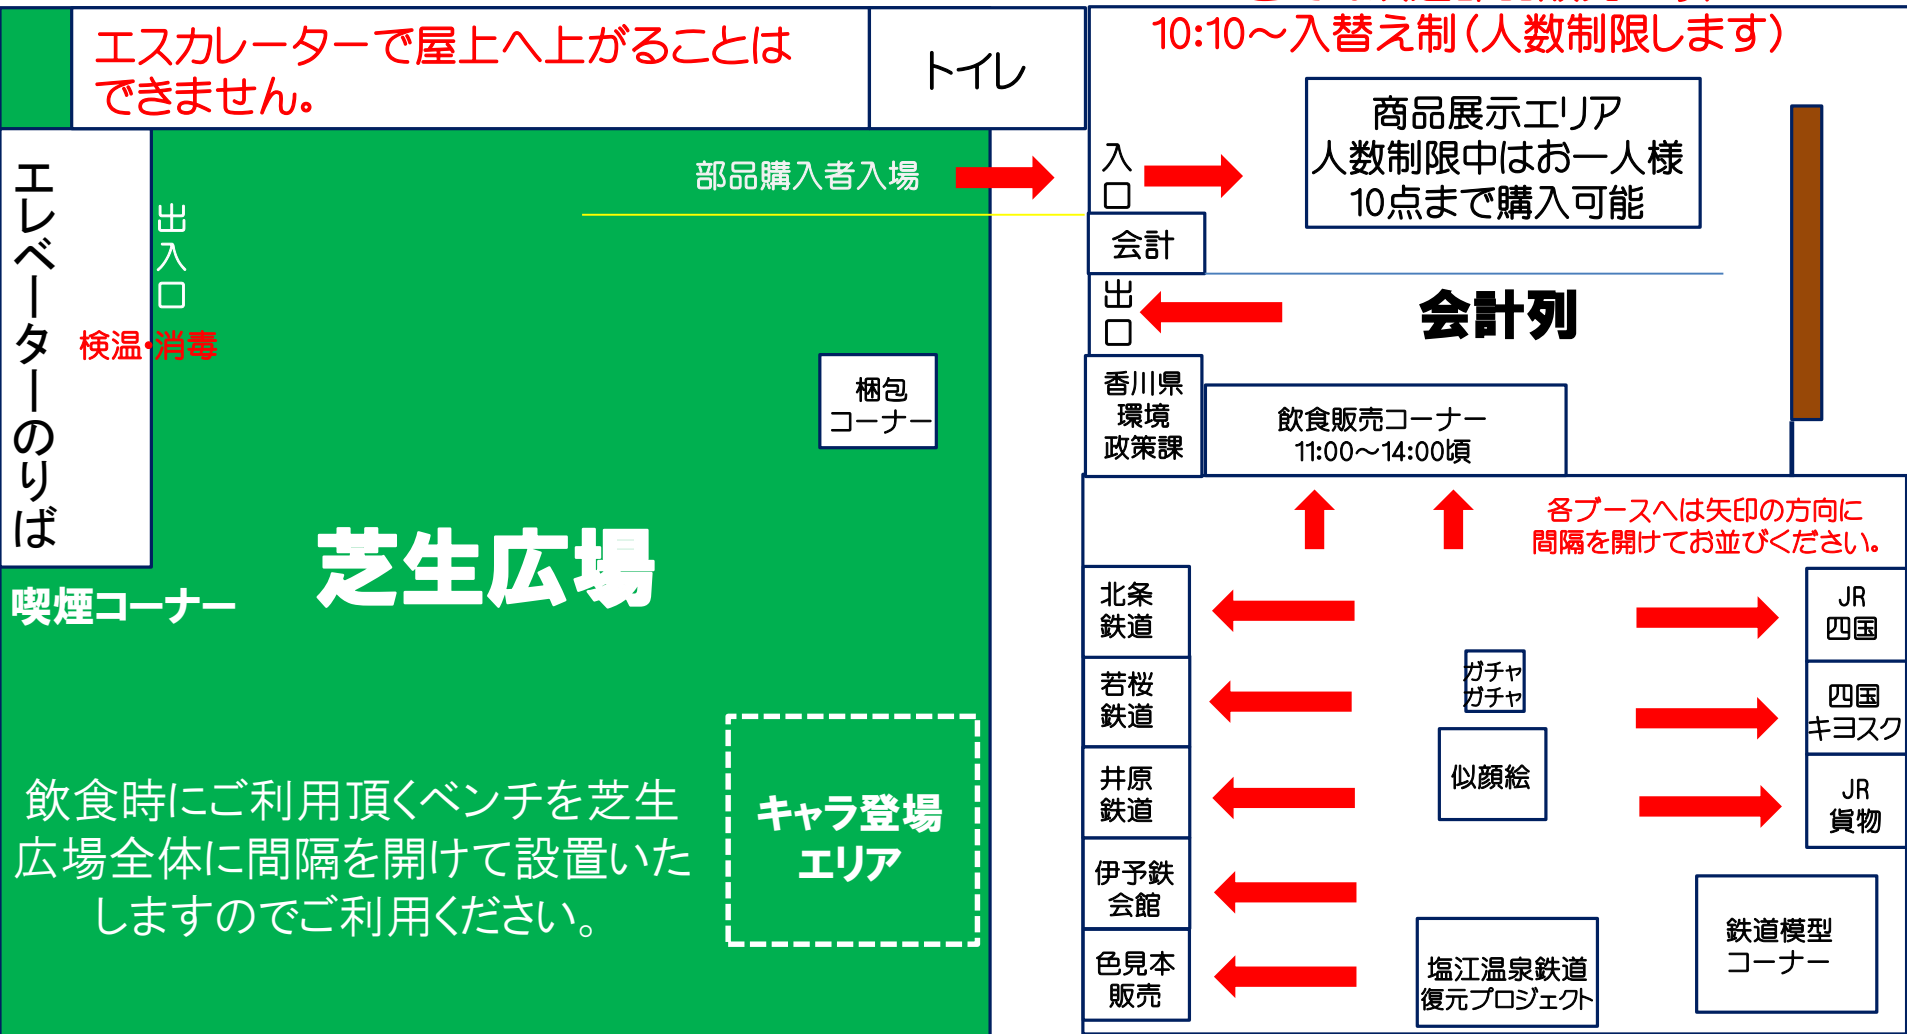 10:10～入替え制（人数制限します）
エスカレーターで屋上へ上がることは
できません。
トイレ
商品展示エリア
人数制限中はお一人様
10点まで購入可能
部品購入者入場
入口
会計
出口
会計列
エレベーターのりば
出入口
検温・消毒
梱包
コーナー
香川県
環境
政策課
飲食販売コーナー
11:00～14:00頃
各ブースへは矢印の方向に
間隔を開けてお並びください。
芝生広場
喫煙コーナー
北条
鉄道
JR
四国
ガチャ
ガチャ
若桜
鉄道
四国
キヨスク
似顔絵
井原
鉄道
JR
貨物
飲食時にご利用頂くベンチを芝生
広場全体に間隔を開けて設置いた
しますのでご利用ください。
キャラ登場
エリア
伊予鉄
会館
鉄道模型
コーナー
色見本
販売
塩江温泉鉄道
復元プロジェクト